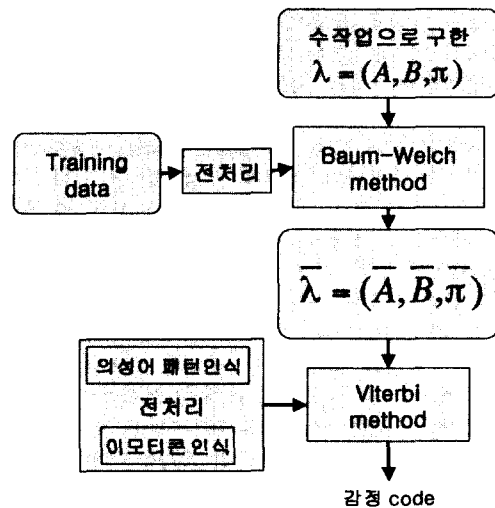 수작업으로 구한
λ = (A, B, π)
Training
data
전처리
Baum-Welch
method
λ̅ = (A̅, B̅, π̅)
의성어 패턴인식
전처리
이모티콘 인식
Viterbi
method
감정 code